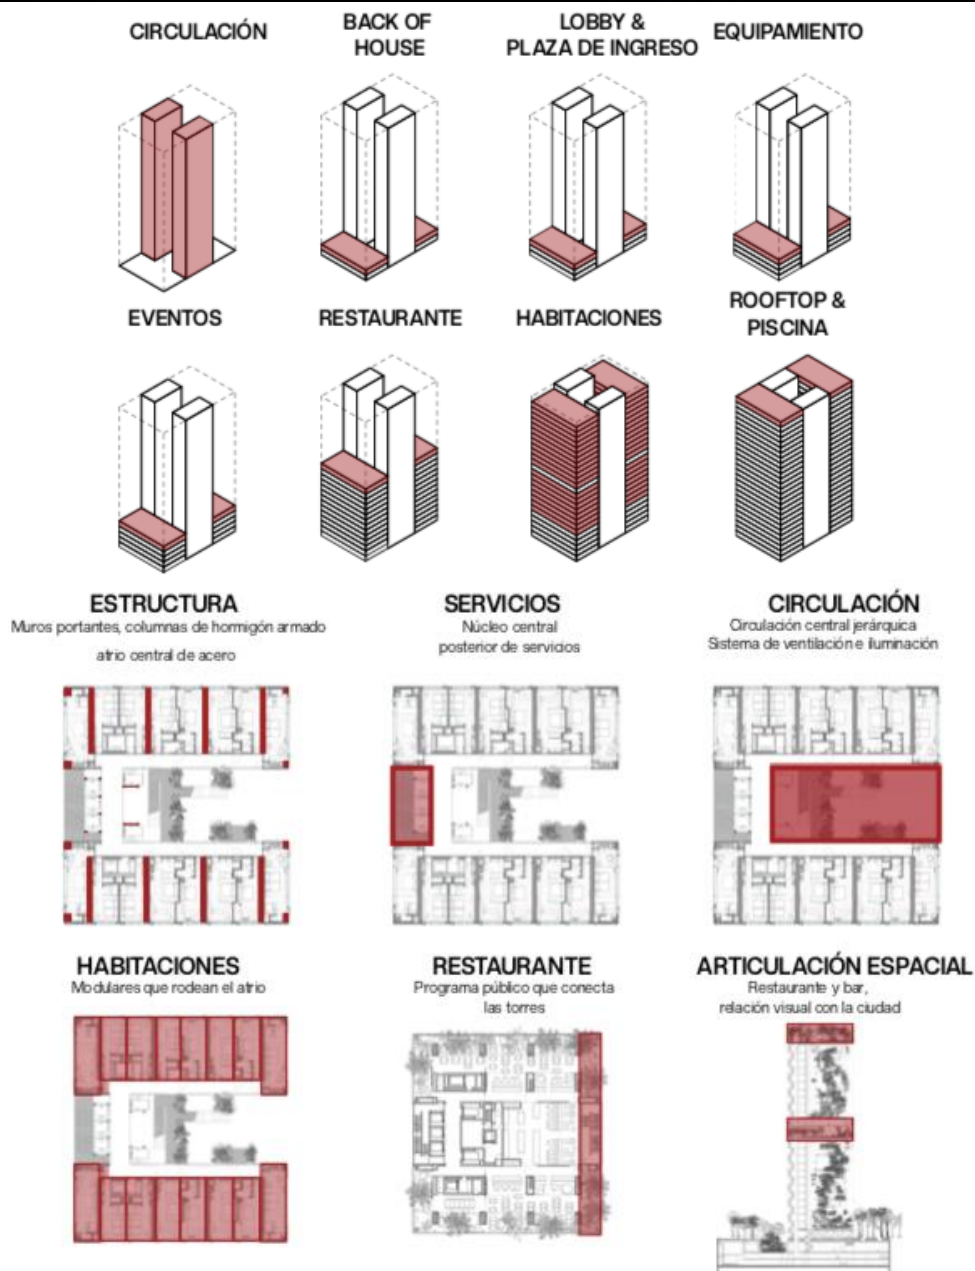 CIRCULACIÓN
BACK OF
HOUSE
LOBBY &
PLAZA DE INGRESO
EQUIPAMIENTO
EVENTOS
RESTAURANTE
HABITACIONES
ROOFTOP &
PISCINA
ESTRUCTURA
Muros portantes, columnas de hormigón armado
atrio central de acero
SERVICIOS
Núcleo central
posterior de servicios
CIRCULACIÓN
Circulación central jerárquica
Sistema de ventilación e iluminación
HABITACIONES
Modulares que rodean el atrio
RESTAURANTE
Programa público que conecta
las torres
ARTICULACIÓN ESPACIAL
Restaurante y bar,
relación visual con la ciudad